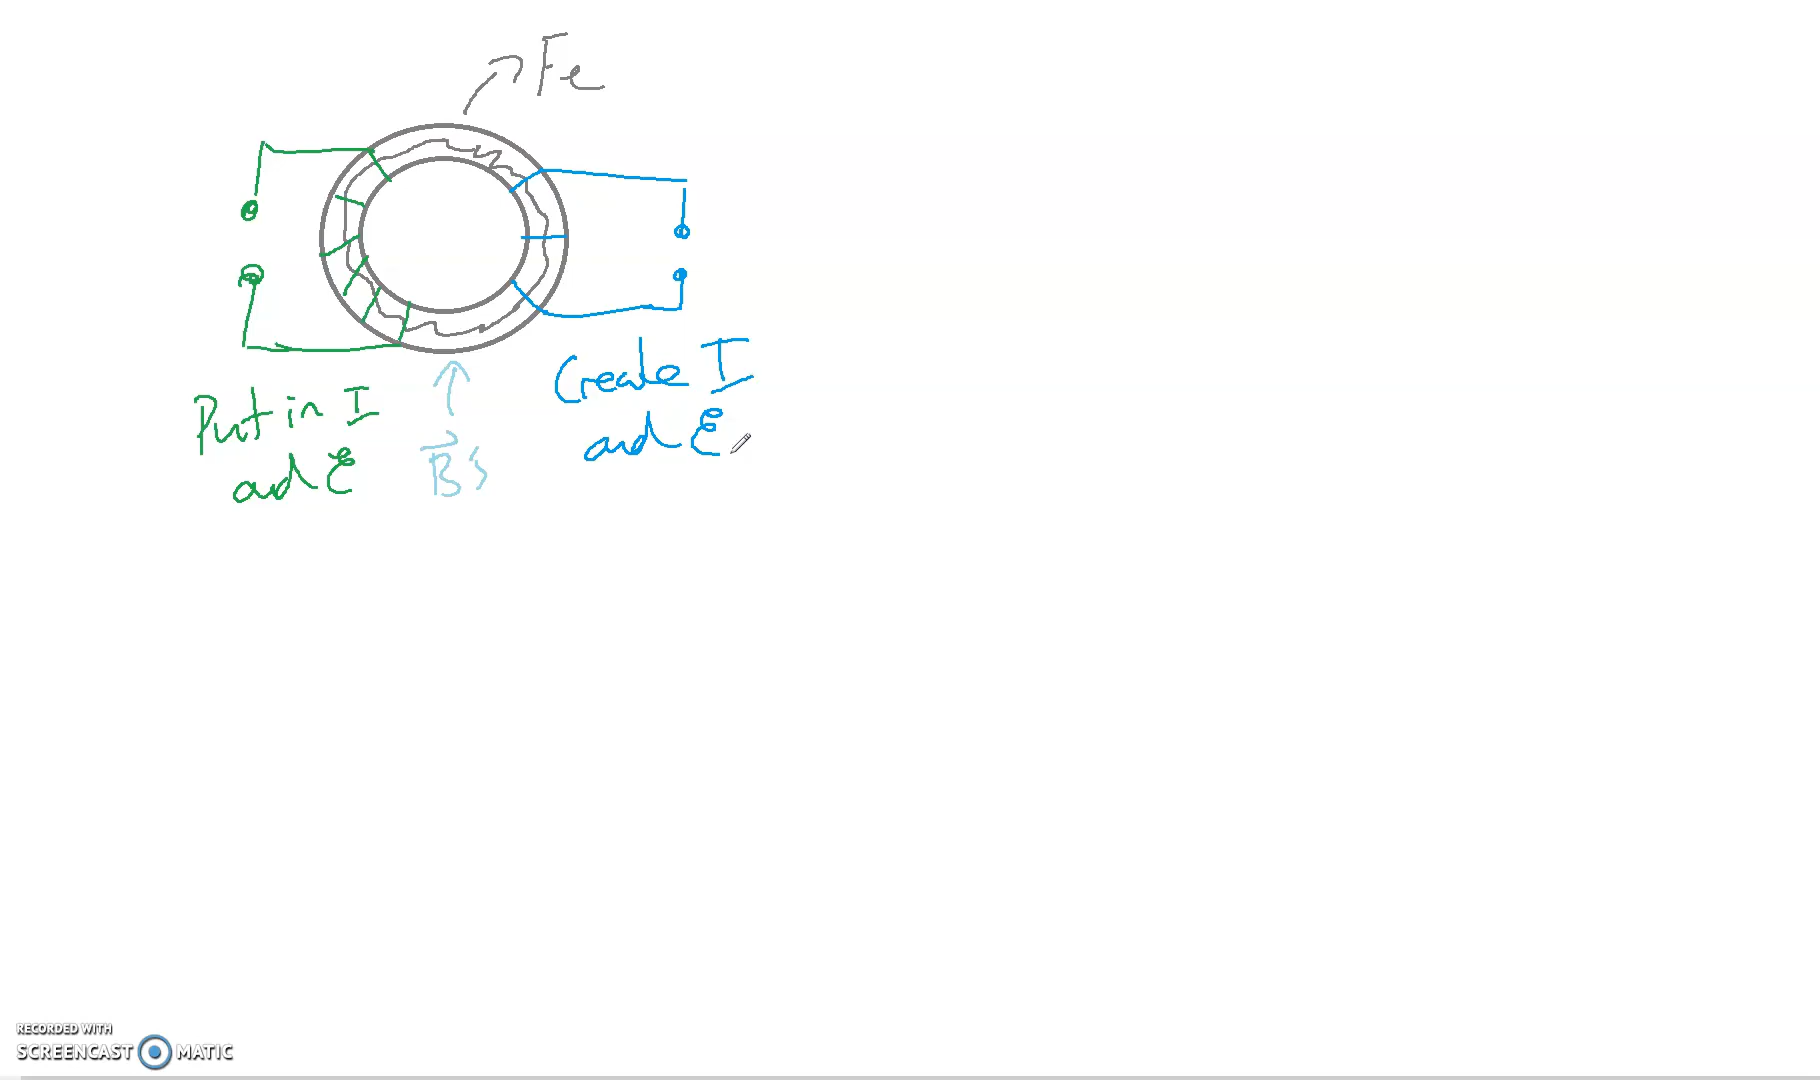 Fe
Put in I
and ℰ
B's
Create I
and ℰ
RECORDED WITH
SCREENCAST MATIC